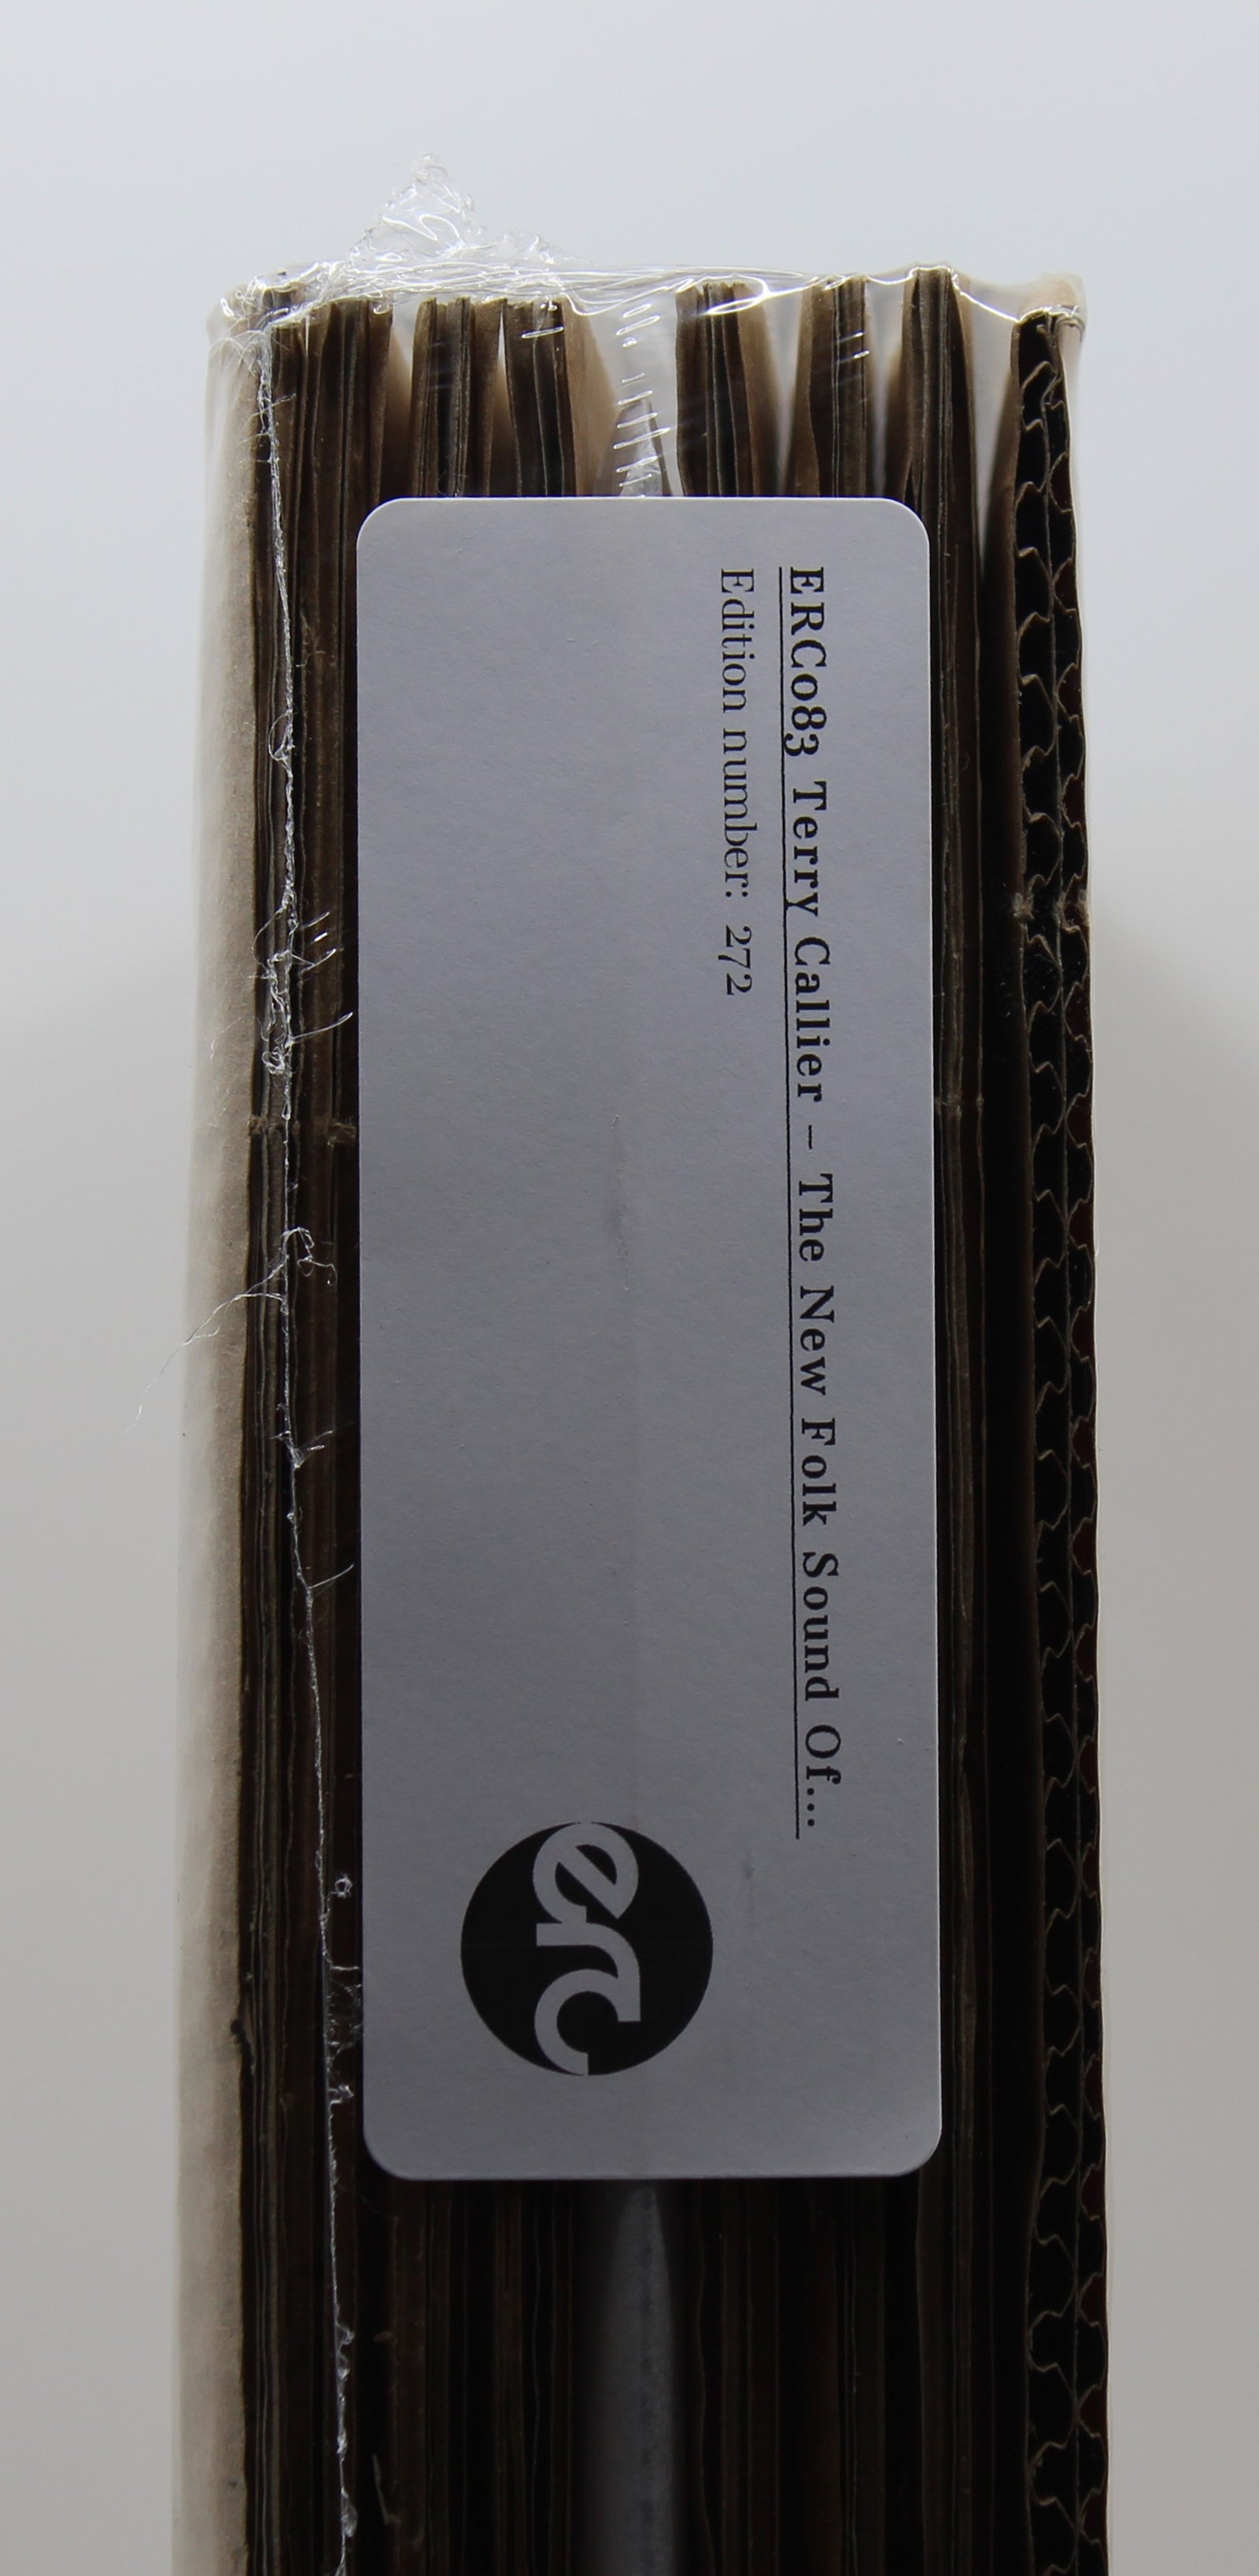 ERC083 Terry Callier – The New Folk Sound Of...
Edition number: 272
erc